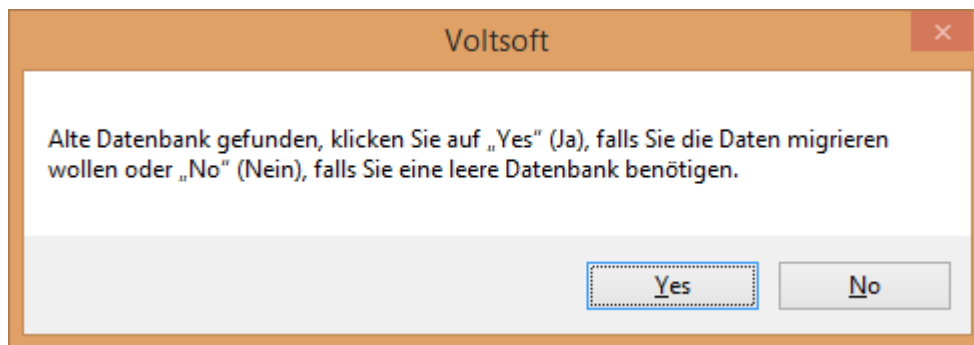 Voltsoft
Alte Datenbank gefunden, klicken Sie auf „Yes“ (Ja), falls Sie die Daten migrieren
wollen oder „No“ (Nein), falls Sie eine leere Datenbank benötigen.
Yes
No